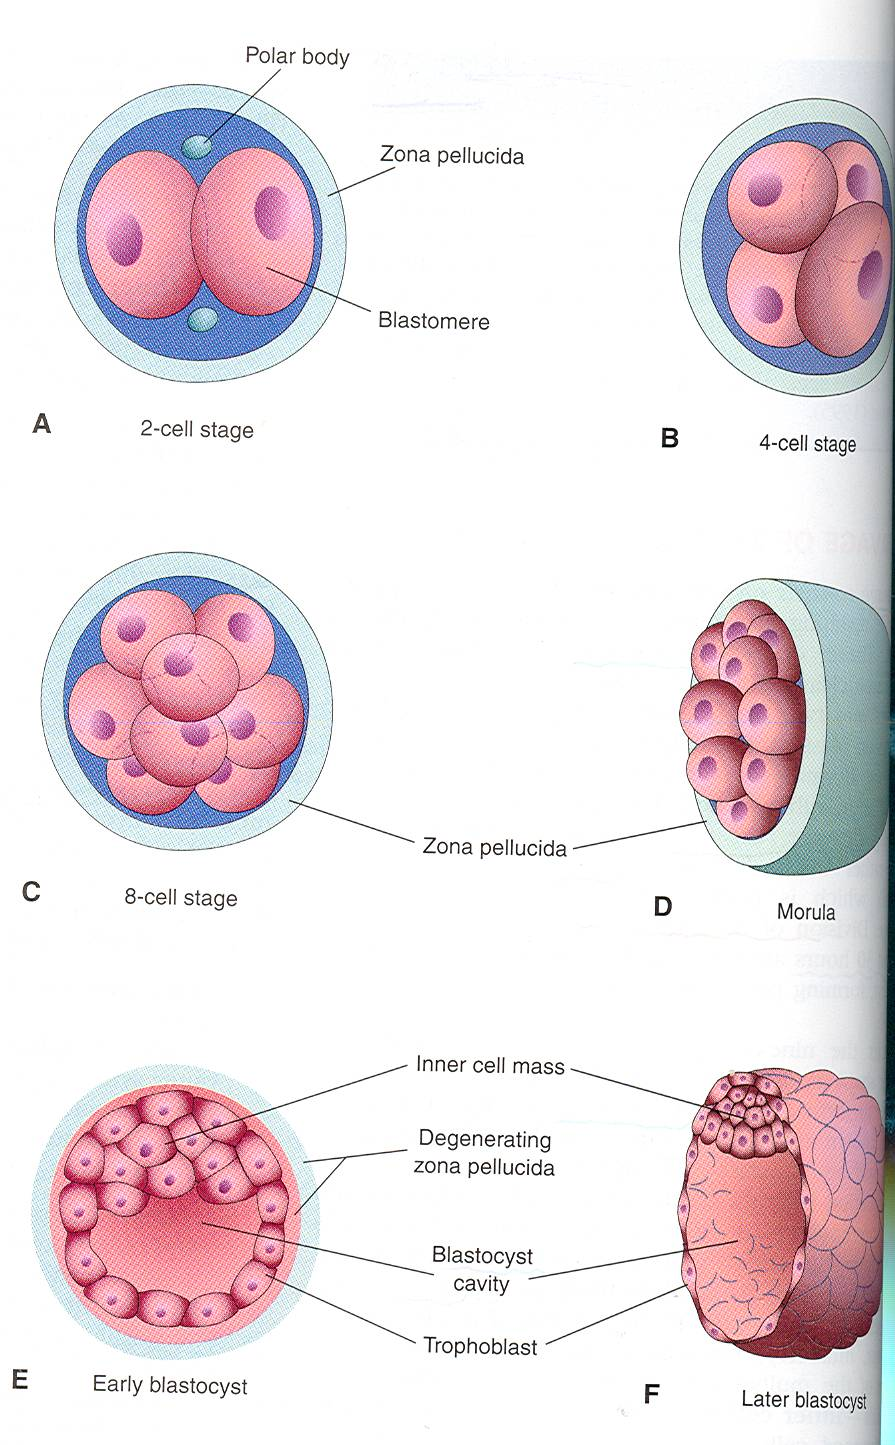 Polar body
Zona pellucida
Blastomere
A
2-cell stage
B
4-cell stage
Zona pellucida
C
8-cell stage
D
Morula
Inner cell mass
Degenerating
zona pellucida
Blastocyst
cavity
Trophoblast
E
Early blastocyst
F
Later blastocyst